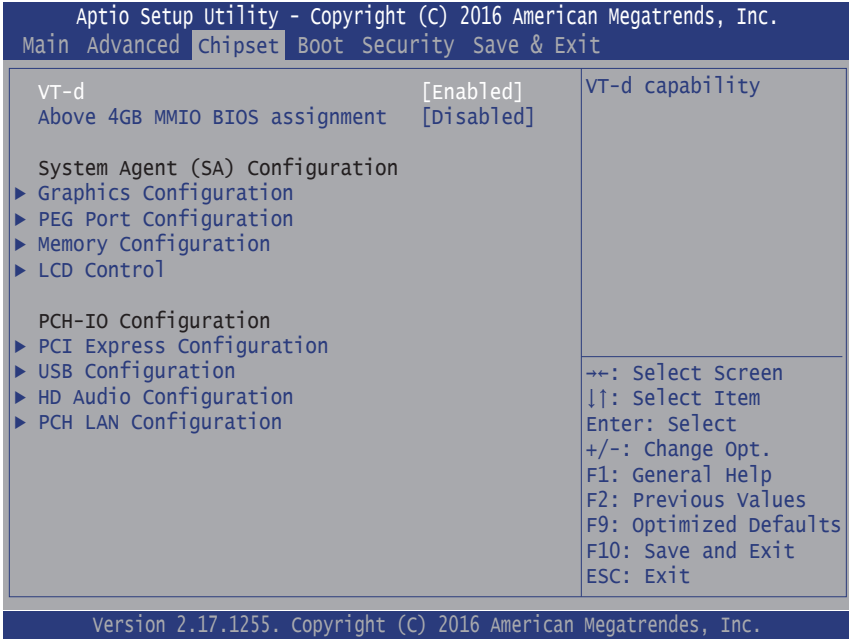 Aptio Setup Utility - Copyright (C) 2016 American Megatrends, Inc.
Main Advanced Chipset Boot Security Save & Exit
VT-d [Enabled]
Above 4GB MMIO BIOS assignment [Disabled]
System Agent (SA) Configuration
▶ Graphics Configuration
▶ PEG Port Configuration
▶ Memory Configuration
▶ LCD Control
PCH-IO Configuration
▶ PCI Express Configuration
▶ USB Configuration
▶ HD Audio Configuration
▶ PCH LAN Configuration
VT-d capability
→←: Select Screen
↓↑: Select Item
Enter: Select
+/-: Change Opt.
F1: General Help
F2: Previous Values
F9: Optimized Defaults
F10: Save and Exit
ESC: Exit
Version 2.17.1255. Copyright (C) 2016 American Megatrendes, Inc.